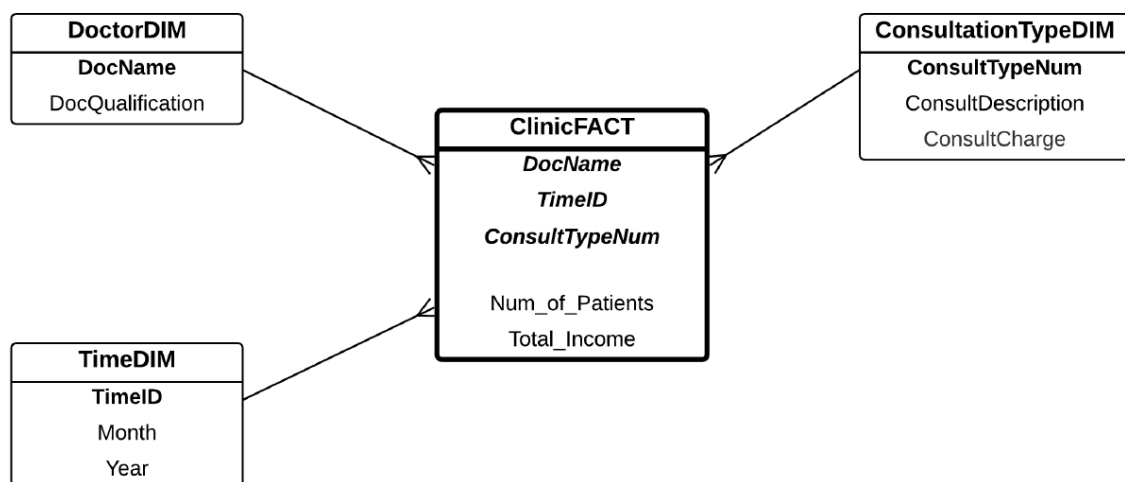 DoctorDIM
DocName
DocQualification
ConsultationTypeDIM
ConsultTypeNum
ConsultDescription
ConsultCharge
ClinicFACT
DocName
TimeID
ConsultTypeNum
Num_of_Patients
Total_Income
TimeDIM
TimeID
Month
Year